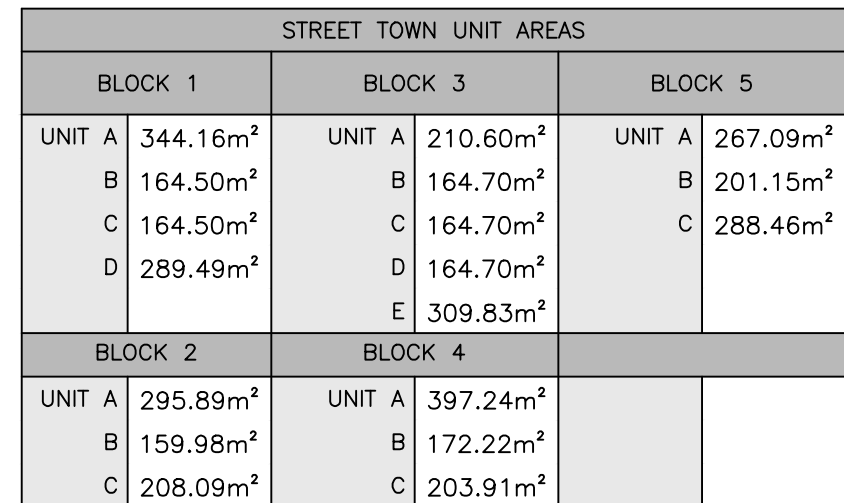 STREET TOWN UNIT AREAS
BLOCK 1 BLOCK 3 BLOCK 5
UNIT A 344.16m² UNIT A 210.60m² UNIT A 267.09m²
B 164.50m² B 164.70m² B 201.15m²
C 164.50m² C 164.70m² C 288.46m²
D 289.49m² D 164.70m²
E 309.83m²
BLOCK 2 BLOCK 4
UNIT A 295.89m² UNIT A 397.24m²
B 159.98m² B 172.22m²
C 208.09m² C 203.91m²